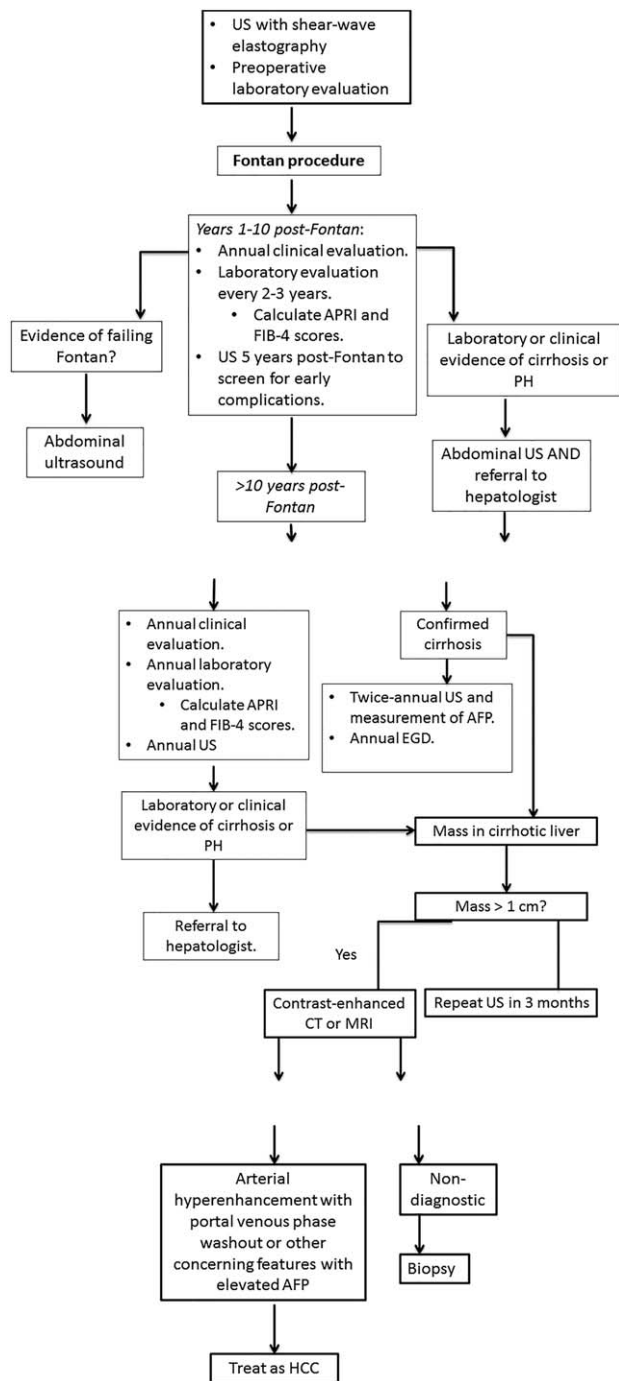 • US with shear-wave
elastography
• Preoperative
laboratory evaluation
Fontan procedure
Years 1-10 post-Fontan:
• Annual clinical evaluation.
• Laboratory evaluation
every 2-3 years.
• Calculate APRI and
FIB-4 scores.
• US 5 years post-Fontan to
screen for early
complications.
Evidence of failing
Fontan?
Abdominal
ultrasound
Laboratory or clinical
evidence of cirrhosis or
PH
Abdominal US AND
referral to
hepatologist
>10 years post-
Fontan
• Annual clinical
evaluation.
• Annual laboratory
evaluation.
• Calculate APRI
and FIB-4 scores.
• Annual US
Confirmed
cirrhosis
• Twice-annual US and
measurement of AFP.
• Annual EGD.
Laboratory or clinical
evidence of cirrhosis or
PH
Mass in cirrhotic liver
Referral to
hepatologist.
Mass > 1 cm?
Yes
Contrast-enhanced
CT or MRI
Repeat US in 3 months
Arterial
hyperenhancement with
portal venous phase
washout or other
concerning features with
elevated AFP
Non-
diagnostic
Biopsy
Treat as HCC